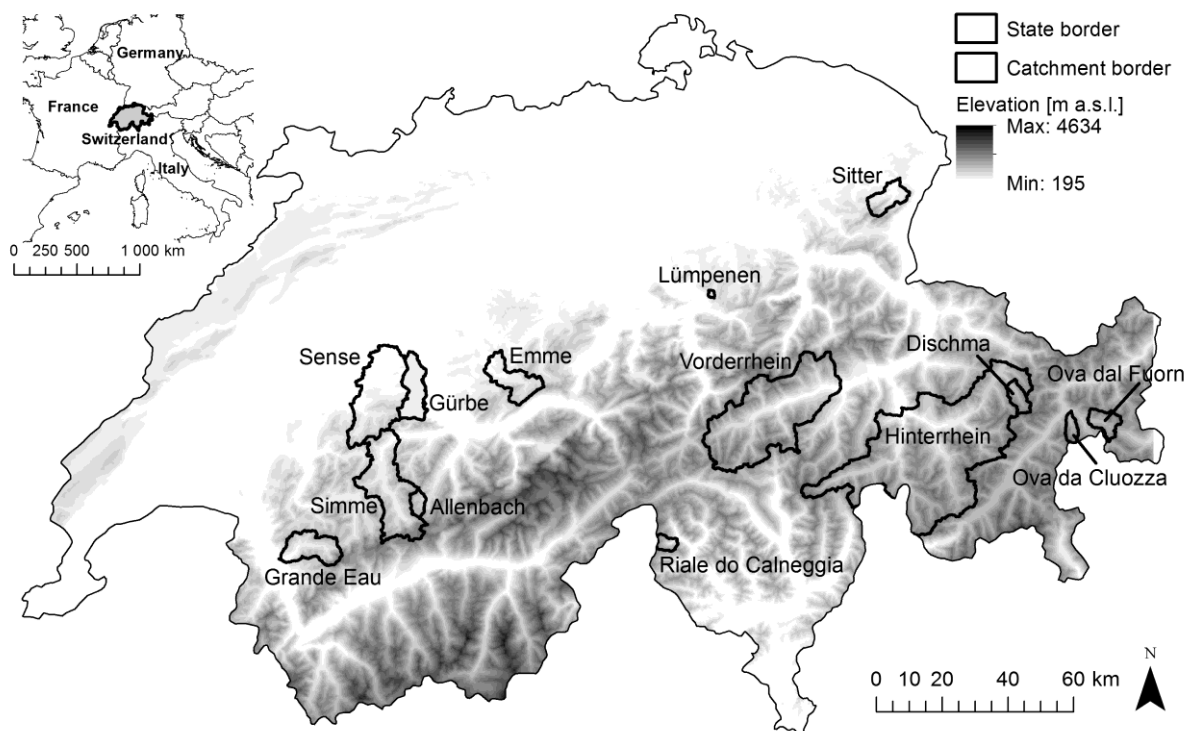 Germany
France
Switzerland
Italy
0 250 500 1 000 km
State border
Catchment border
Elevation [m a.s.l.]
Max: 4634
Min: 195
Sitter
Lümpenen
Sense
Emme
Vorderrhein
Dischma
Ova dal Fuorn
Gürbe
Hinterrhein
Ova da Cluozza
Simme
Allenbach
Grande Eau
Riale do Calneggia
N
0 10 20 40 60 km